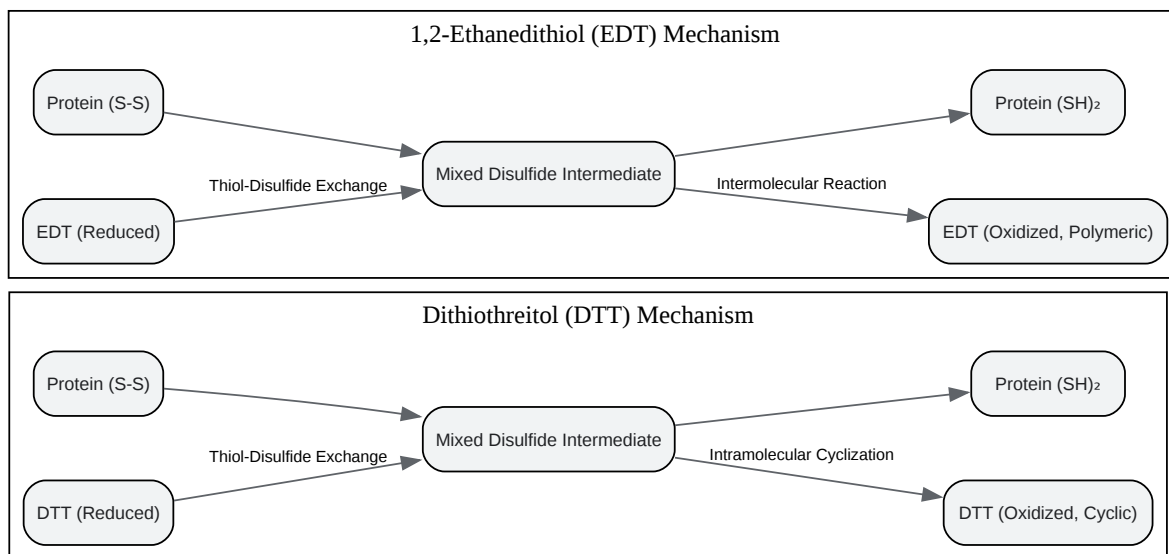 1,2-Ethanedithiol (EDT) Mechanism
Protein (S-S)
Protein (SH)₂
Mixed Disulfide Intermediate
Thiol-Disulfide Exchange
Intermolecular Reaction
EDT (Reduced)
EDT (Oxidized, Polymeric)
Dithiothreitol (DTT) Mechanism
Protein (S-S)
Protein (SH)₂
Mixed Disulfide Intermediate
Thiol-Disulfide Exchange
Intramolecular Cyclization
DTT (Reduced)
DTT (Oxidized, Cyclic)